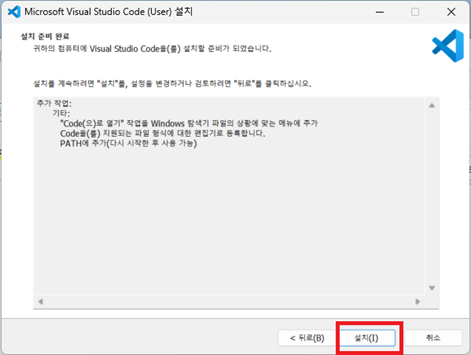 Microsoft Visual Studio Code (User) 설치
설치 준비 완료
귀하의 컴퓨터에 Visual Studio Code을(를) 설치할 준비가 되었습니다.
설치를 계속하려면 "설치"를, 설정을 변경하거나 검토하려면 "뒤로"를 클릭하십시오.
추가 작업:
기타:
"Code(으)로 열기" 작업을 Windows 탐색기 파일의 상황에 맞는 메뉴에 추가
Code을(를) 지원되는 파일 형식에 대한 편집기로 등록합니다.
PATH에 추가(다시 시작한 후 사용 가능)
< 뒤로(B)
설치(I)
취소